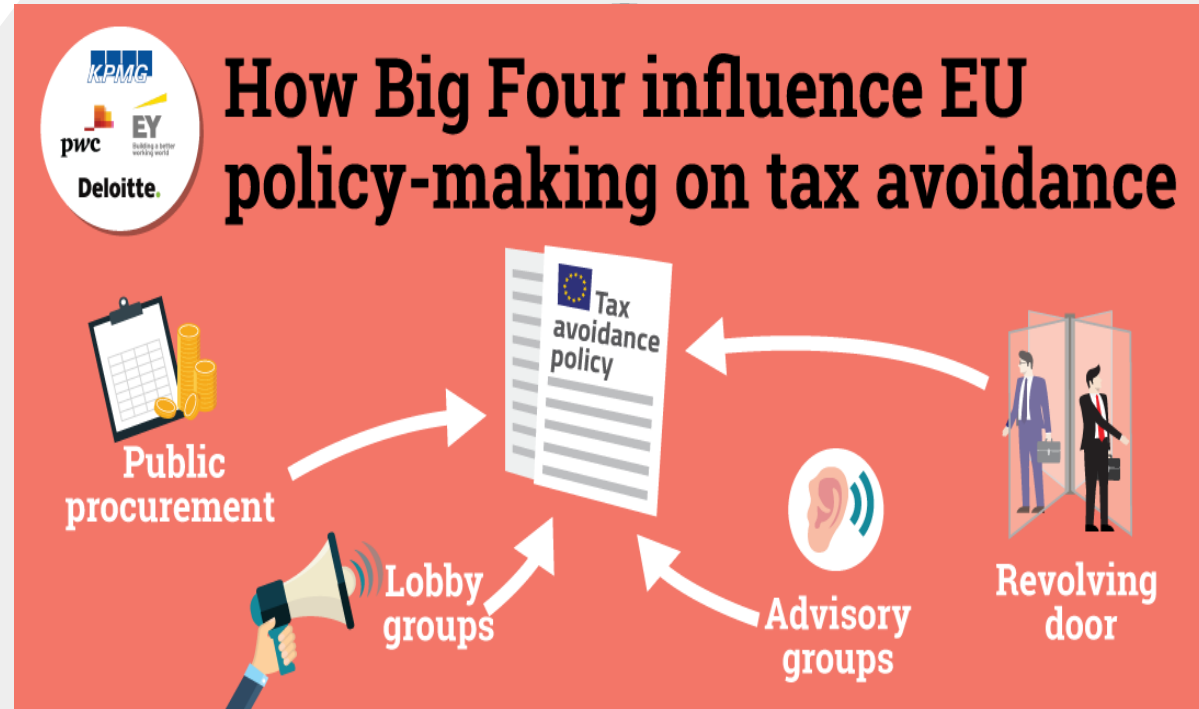 KPMG
pwc
EY
Building a better
working world
Deloitte.
How Big Four influence EU
policy-making on tax avoidance
Tax
avoidance
policy
Public
procurement
Lobby
groups
Advisory
groups
Revolving
door